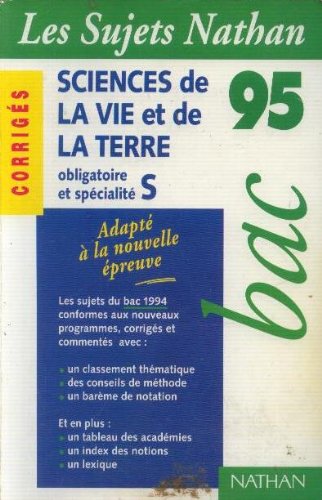 Les Sujets Nathan
CORRIGÉS
SCIENCES de
LA VIE et de
LA TERRE
obligatoire
et spécialité S
95
bac
Adapté
à la nouvelle
épreuve
Les sujets du bac 1994
conformes aux nouveaux
programmes, corrigés et
commentés avec :
un classement thématique
des conseils de méthode
un barème de notation
Et en plus :
un tableau des académies
un index des notions
un lexique
NATHAN